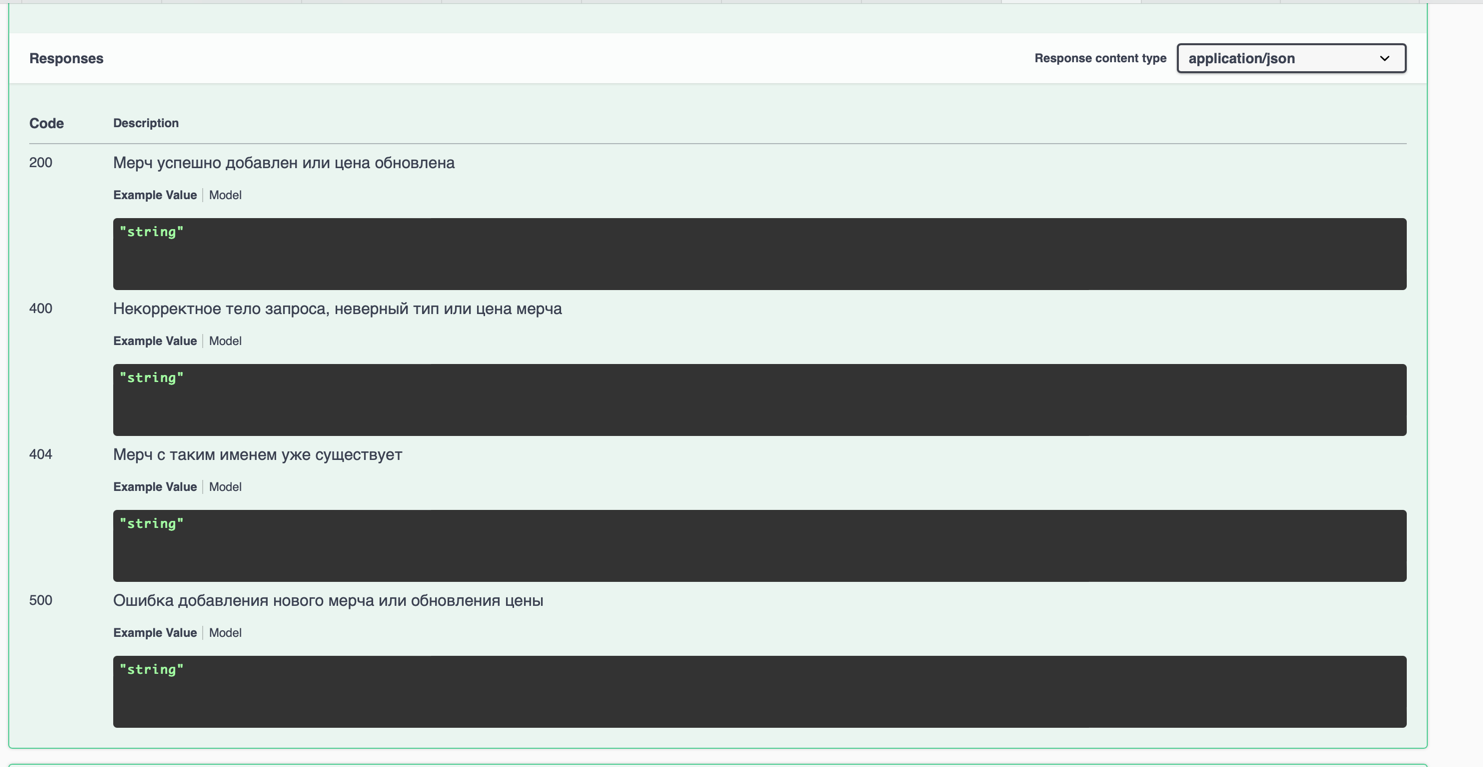 Responses
Response content type
application/json
Code
Description
200
Мерч успешно добавлен или цена обновлена
Example Value
Model
"string"
400
Некорректное тело запроса, неверный тип или цена мерча
Example Value
Model
"string"
404
Мерч с таким именем уже существует
Example Value
Model
"string"
500
Ошибка добавления нового мерча или обновления цены
Example Value
Model
"string"